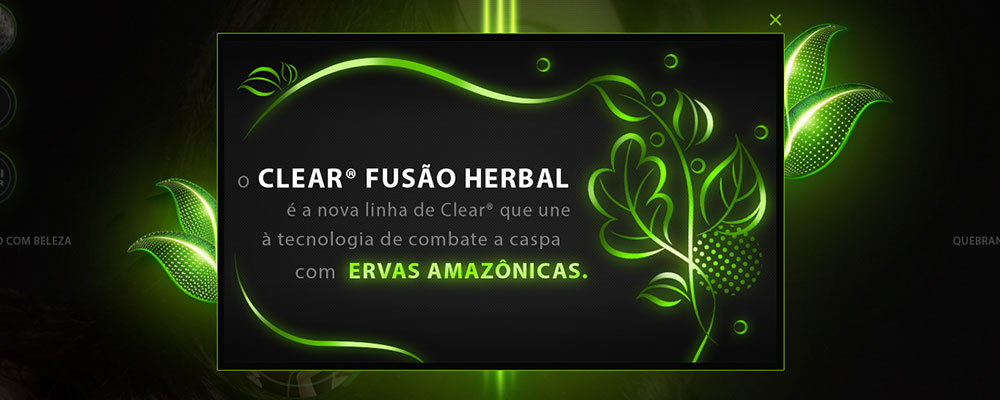 o CLEAR® FUSÃO HERBAL
é a nova linha de Clear® que une
à tecnologia de combate a caspa
com ERVAS AMAZÔNICAS.
O COM BELEZA
QUEBRAN